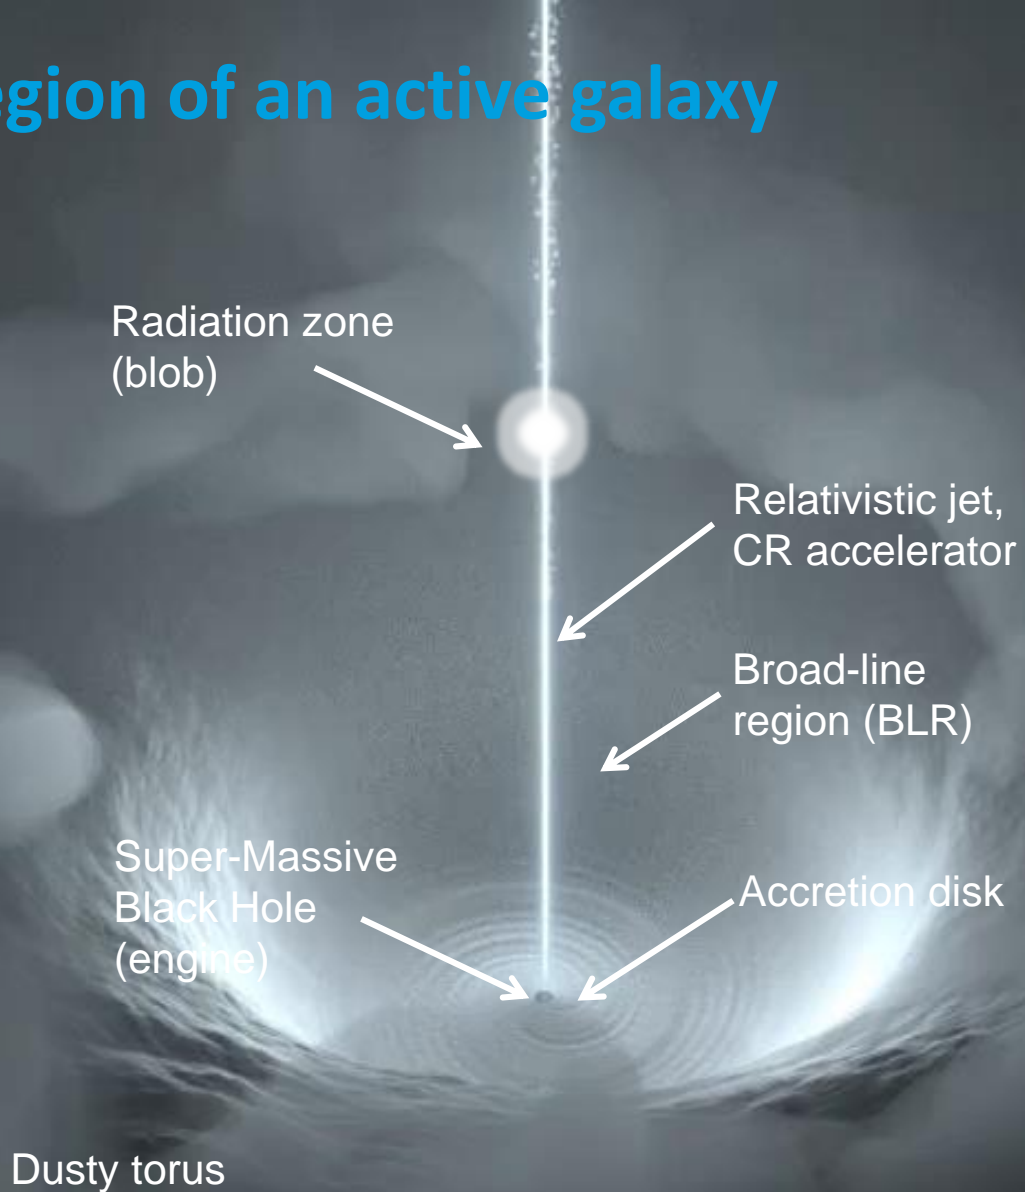 egion of an active galaxy
Radiation zone
(blob)
Relativistic jet,
CR accelerator
Broad-line
region (BLR)
Super-Massive
Black Hole
(engine)
Accretion disk
Dusty torus